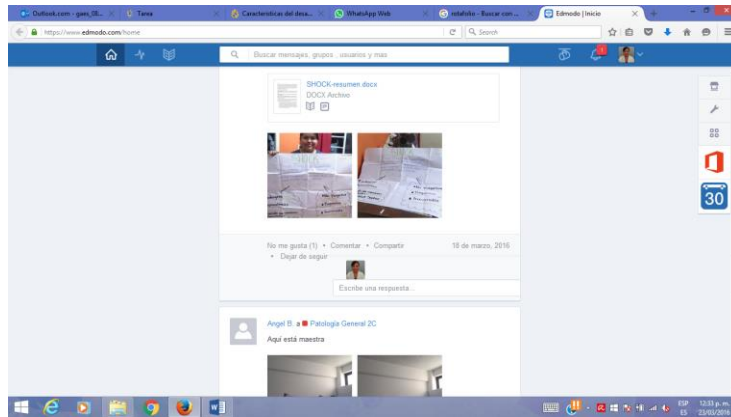 Outlook.com - gaes_08...
Tarea
Características del desa...
WhatsApp Web
rotafolio - Buscar con ...
Edmodo | Inicio
https://www.edmodo.com/home
Search
Buscar mensajes, grupos , usuarios y más
1
SHOCK-resumen.docx
DOCX Archivo
SHOCK
SHOCK
No me gusta (1) • Comentar • Compartir
18 de marzo, 2016
• Dejar de seguir
Escribe una respuesta...
Angel B. a Patología General 2C
Aquí está maestra
30
ESP
ES
12:33 p. m.
23/03/2016